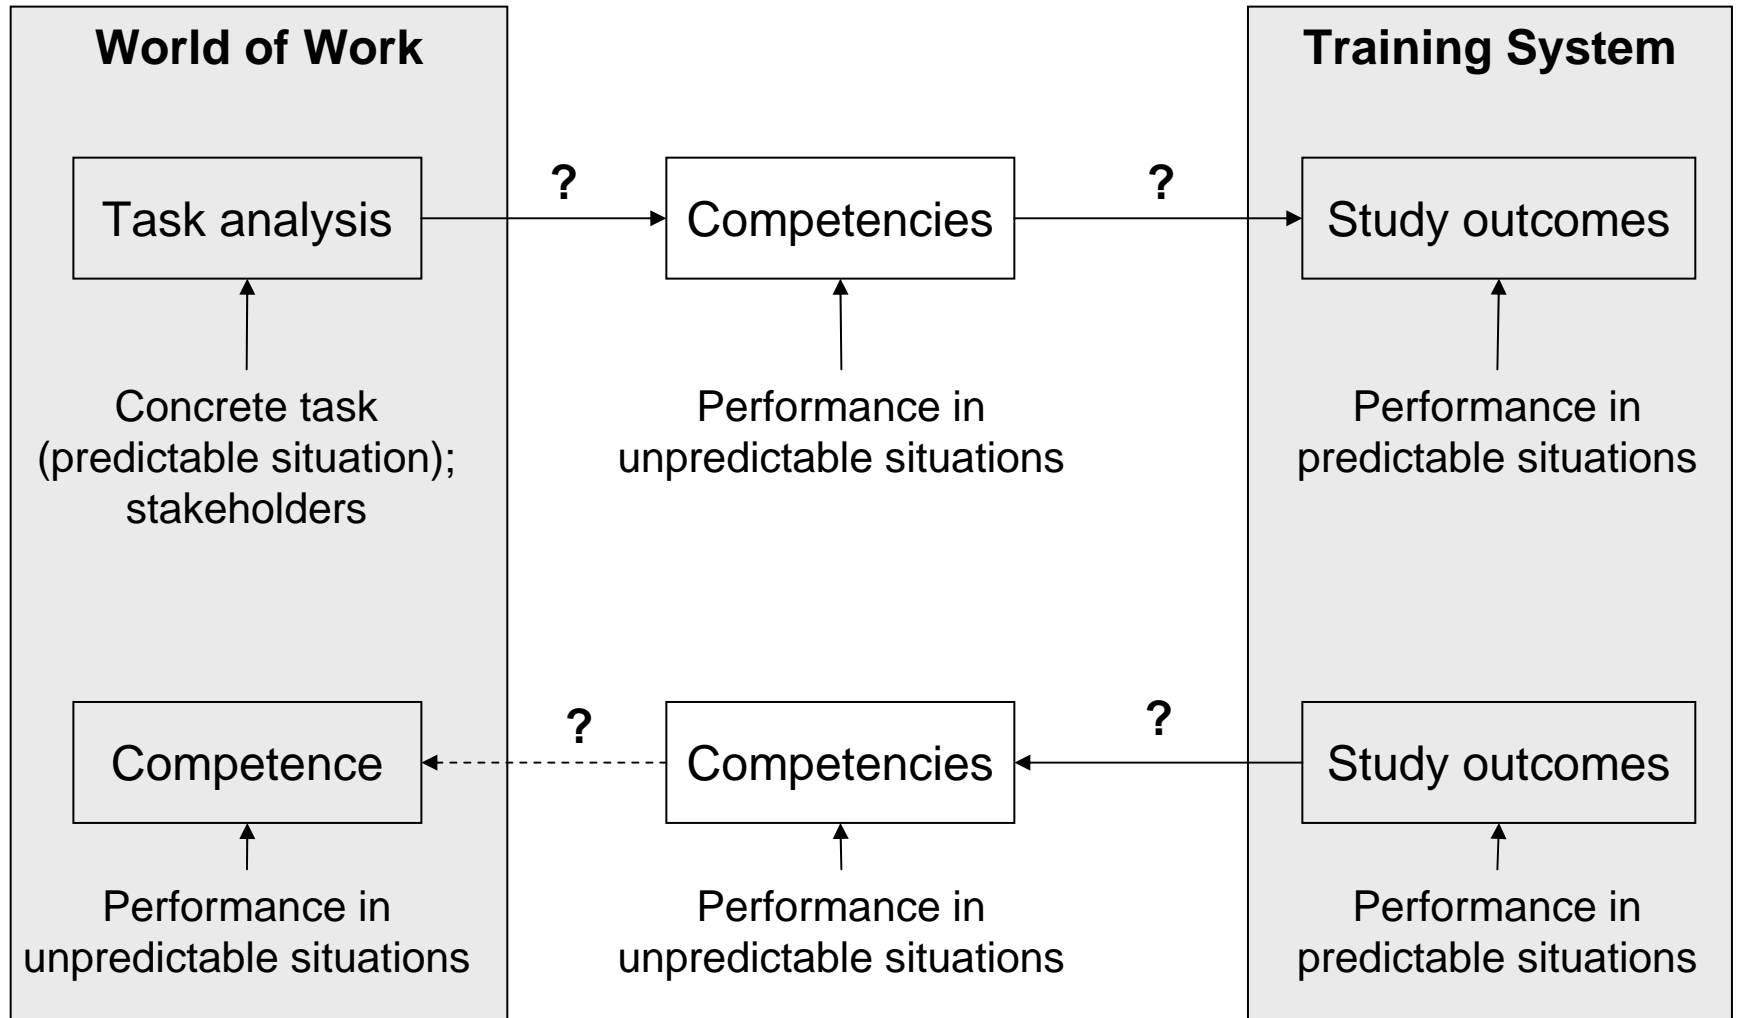 World of Work
Training System
?
?
Task analysis
Competencies
Study outcomes
Concrete task
(predictable situation);
stakeholders
Performance in
unpredictable situations
Performance in
predictable situations
?
?
Competence
Competencies
Study outcomes
Performance in
unpredictable situations
Performance in
unpredictable situations
Performance in
predictable situations